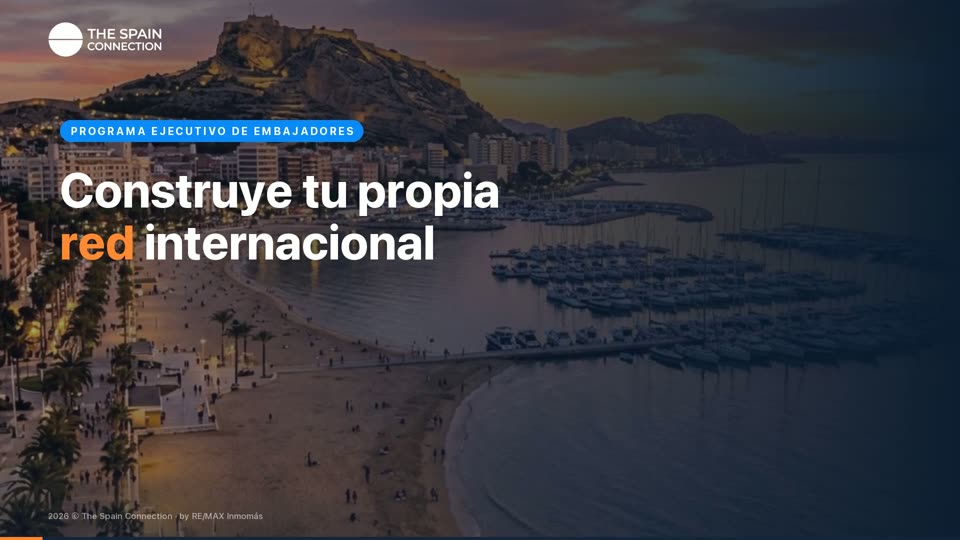 THE SPAIN
CONNECTION
PROGRAMA EJECUTIVO DE EMBAJADORES
Construye tu propia
red internacional
2026 © The Spain Connection · by RE/MAX Inmomás